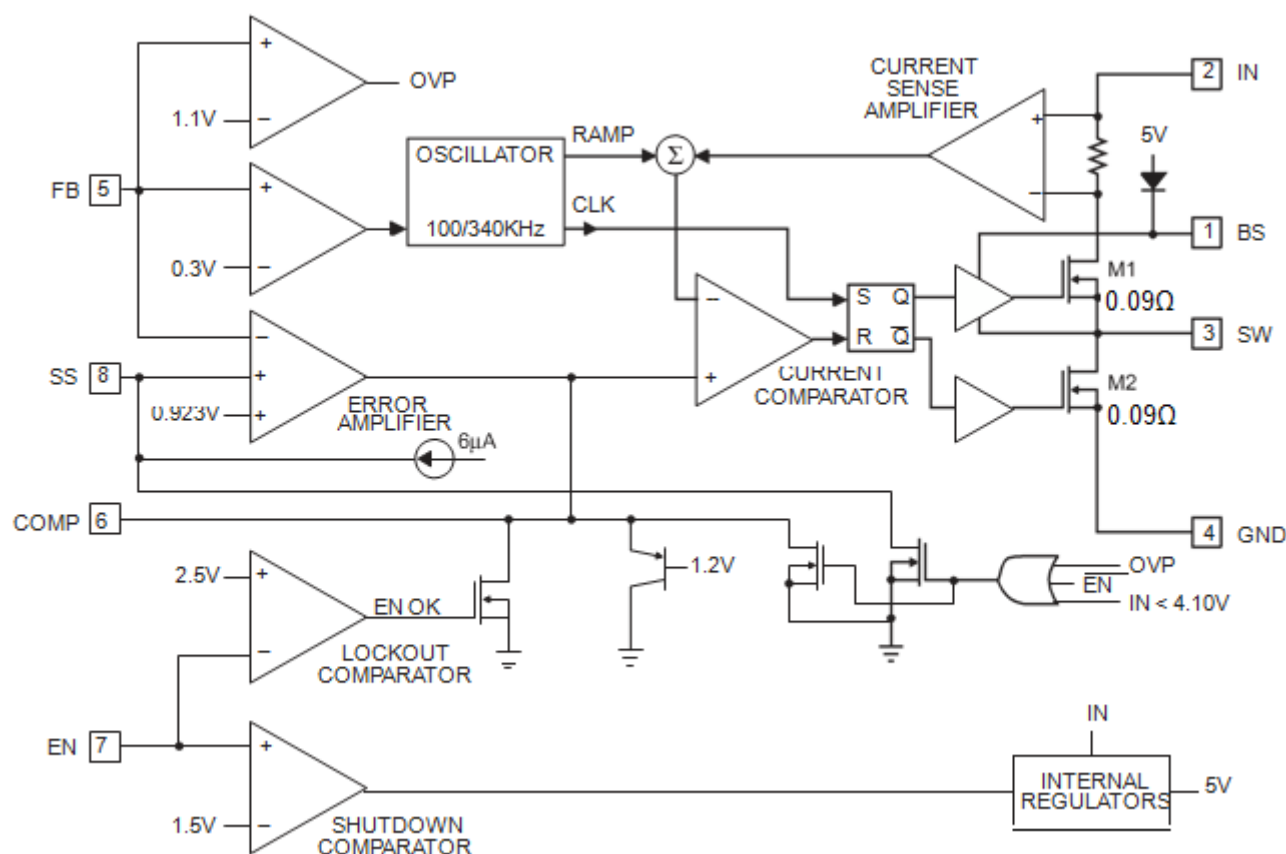 +
OVP
1.1V
−
CURRENT
SENSE
AMPLIFIER
+
−
2
IN
5V
RAMP
Σ
OSCILLATOR
100/340KHz
CLK
FB
5
+
0.3V
−
1
BS
M1
0.09Ω
S
Q
R
Q̅
−
+
CURRENT
COMPARATOR
3
SW
M2
0.09Ω
SS
8
−
+
0.923V
+
ERROR
AMPLIFIER
6µA
COMP
6
4
GND
1.2V
OVP
E̅N̅
IN < 4.10V
2.5V
+
EN OK
−
LOCKOUT
COMPARATOR
EN
7
+
1.5V
−
SHUTDOWN
COMPARATOR
IN
INTERNAL
REGULATORS
5V